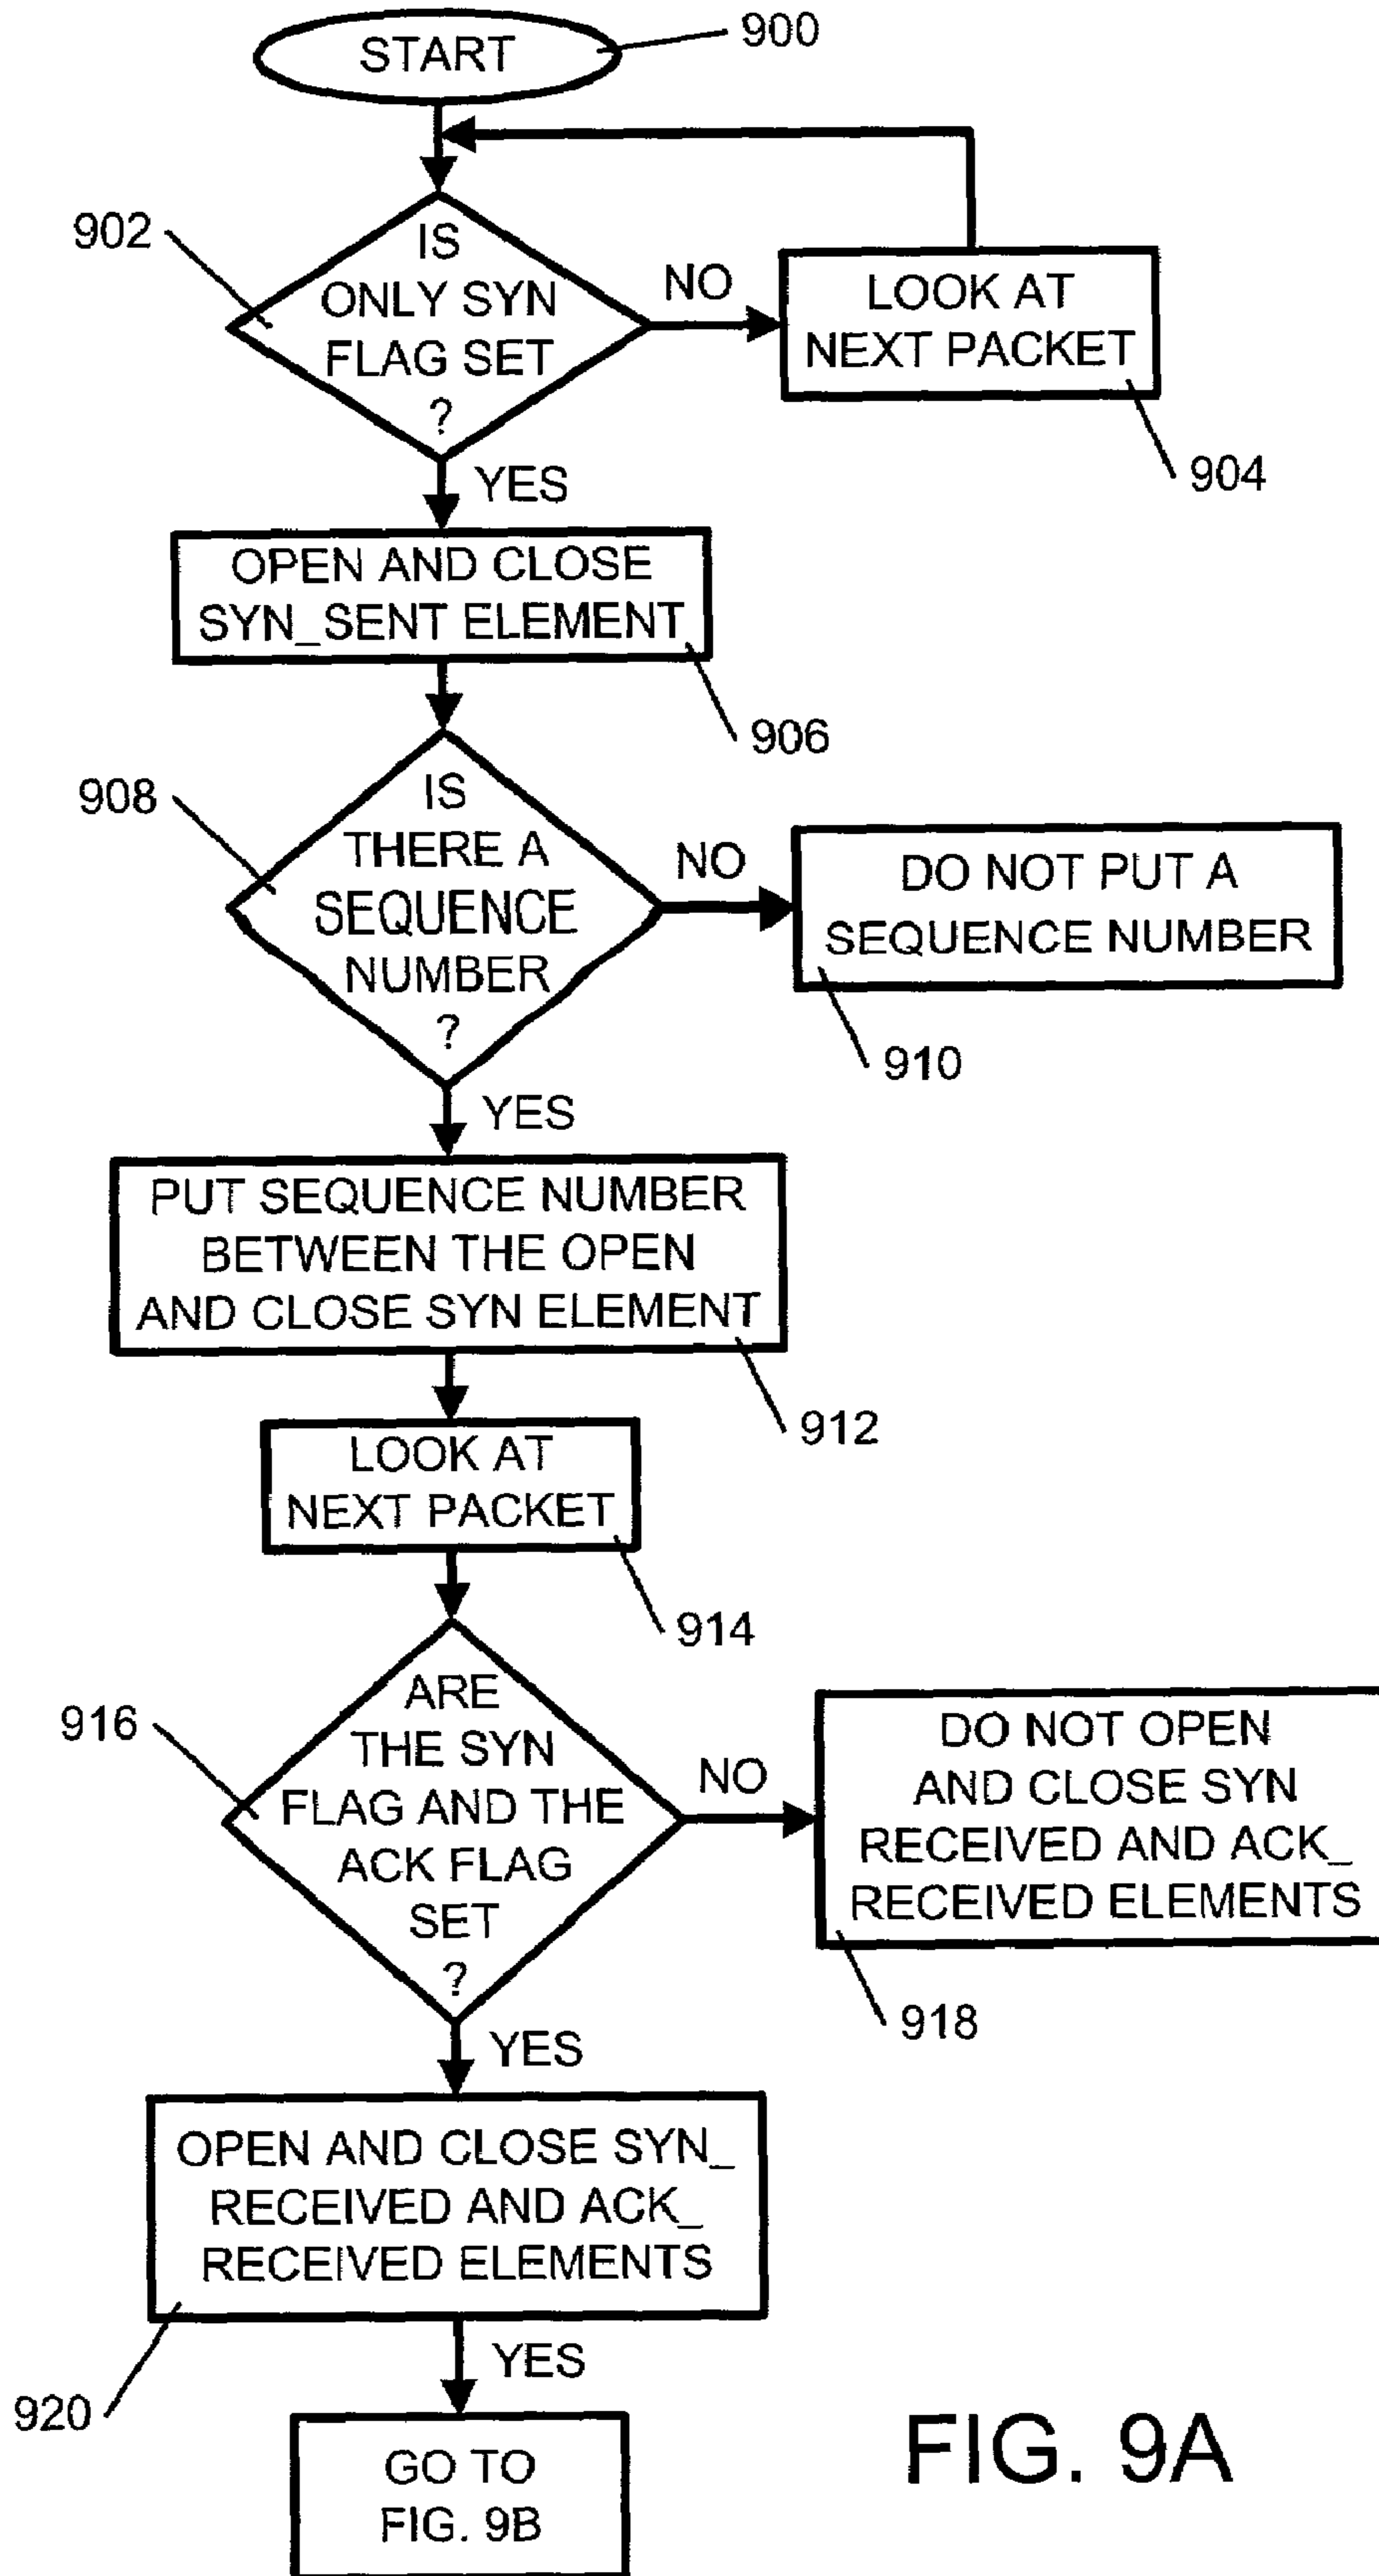 START
900
902
IS
ONLY SYN
FLAG SET
?
NO
LOOK AT
NEXT PACKET
904
YES
OPEN AND CLOSE
SYN_SENT ELEMENT
906
908
IS
THERE A
SEQUENCE
NUMBER
?
NO
DO NOT PUT A
SEQUENCE NUMBER
910
YES
PUT SEQUENCE NUMBER
BETWEEN THE OPEN
AND CLOSE SYN ELEMENT
912
LOOK AT
NEXT PACKET
914
916
ARE
THE SYN
FLAG AND THE
ACK FLAG
SET
?
NO
DO NOT OPEN
AND CLOSE SYN
RECEIVED AND ACK_
RECEIVED ELEMENTS
918
YES
OPEN AND CLOSE SYN_
RECEIVED AND ACK_
RECEIVED ELEMENTS
920
YES
GO TO
FIG. 9B
FIG. 9A